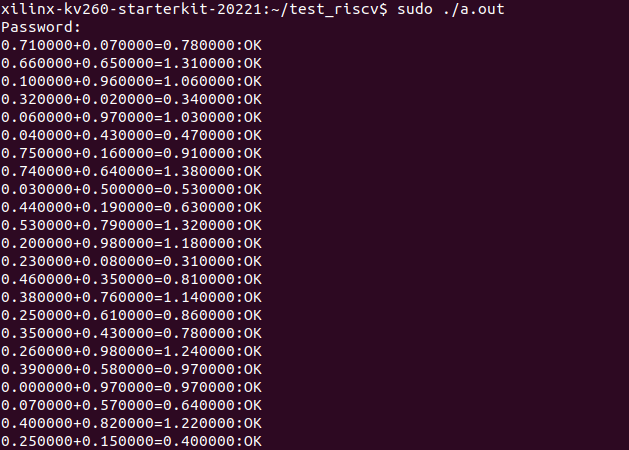 xilinx-kv260-starterkit-20221:~/test_riscv$ sudo ./a.out
Password:
0.710000+0.070000=0.780000:OK
0.660000+0.650000=1.310000:OK
0.100000+0.960000=1.060000:OK
0.320000+0.020000=0.340000:OK
0.060000+0.970000=1.030000:OK
0.040000+0.430000=0.470000:OK
0.750000+0.160000=0.910000:OK
0.740000+0.640000=1.380000:OK
0.030000+0.500000=0.530000:OK
0.440000+0.190000=0.630000:OK
0.530000+0.790000=1.320000:OK
0.200000+0.980000=1.180000:OK
0.230000+0.080000=0.310000:OK
0.460000+0.350000=0.810000:OK
0.380000+0.760000=1.140000:OK
0.250000+0.610000=0.860000:OK
0.350000+0.430000=0.780000:OK
0.260000+0.980000=1.240000:OK
0.390000+0.580000=0.970000:OK
0.000000+0.970000=0.970000:OK
0.070000+0.570000=0.640000:OK
0.400000+0.820000=1.220000:OK
0.250000+0.150000=0.400000:OK